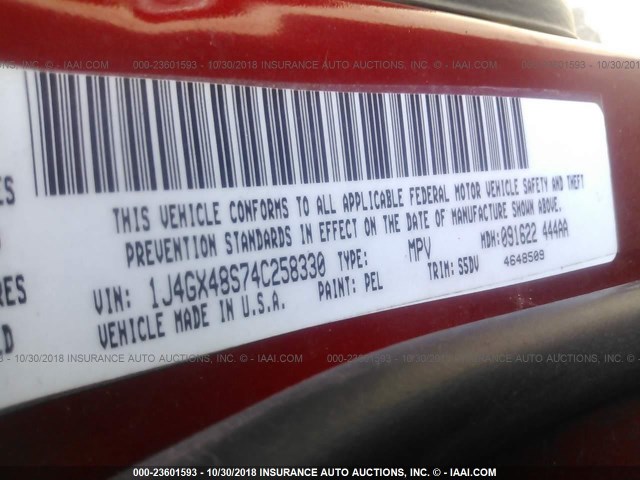 000-23601593 - 10/30/2018 INSURANCE AUTO AUCTIONS, INC. - © IAAI.COM
THIS VEHICLE CONFORMS TO ALL APPLICABLE FEDERAL MOTOR VEHICLE SAFETY AND THEFT
PREVENTION STANDARDS IN EFFECT ON THE DATE OF MANUFACTURE SHOWN ABOVE.
VIN: 1J4GX48S74C258330 TYPE: MPV MDH: 091622 444AA
VEHICLE MADE IN U.S.A. PAINT: PEL TRIM: S5DV 4648509
000-23601593 - 10/30/2018 INSURANCE AUTO AUCTIONS, INC. - © IAAI.COM
000-23601593 - 10/30/2018 INSURANCE AUTO AUCTIONS, INC. - © IAAI.COM